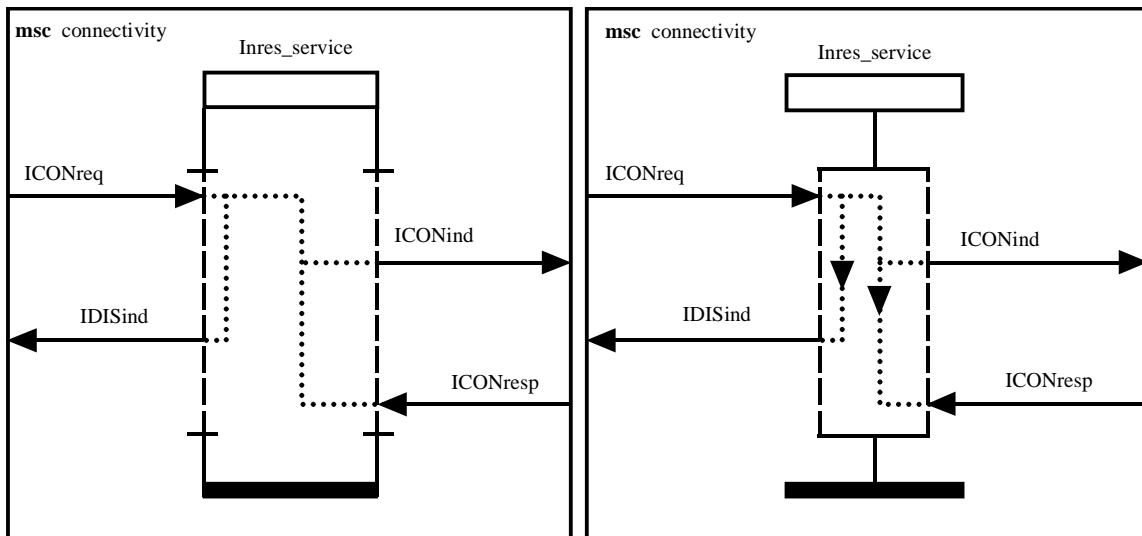 msc connectivity
Inres_service
ICONreq
ICONind
IDISind
ICONresp
msc connectivity
Inres_service
ICONreq
ICONind
IDISind
ICONresp